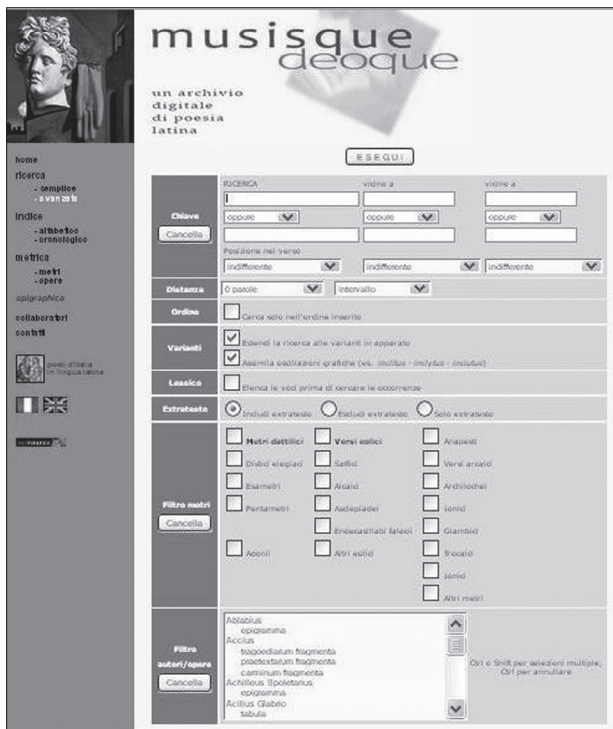 musisque
deoque
un archivio
digitale
di poesia
latina
home
ricerca
- semplice
- avanzata
indice
- alfabetico
- cronologico
metrica
- metri
- opere
epigraphica
collaboratori
contatti
poeti d'italia
in lingua latina
ESEGUI
RICERCA vicino a vicino a
Chiave
oppure oppure oppure
Cancella
Posizione nel verso
indifferente indifferente indifferente
Distanza 0 parole intervallo
Ordine Cerca solo nell'ordine inserito
Varianti Estendi la ricerca alle varianti in apparato
Assimila oscillazioni grafiche (es. inclitus - inclytus - inclutus)
Lessico Elenca le voci prima di cercare le occorrenze
Extratesto Includi extratesto Escludi extratesto Solo extratesto
Filtro metri
Cancella
Metri dattilici Versi eolici Anapesti
Distici elegiaci Saffici Versi arcaici
Esametri Alcaici Archilochei
Pentametri Asclepiadei Ionici
Endecasillabi faleci Giambici
Adonii Altri eolici Trocaici
Ionici
Altri metri
Filtro
autori/opere
Cancella
Ablabius
epigramma
Accius
tragoediarum fragmenta
praetextarum fragmenta
carminum fragmenta
Achilleus Spoletanus
epigramma
Acilius Glabrio
tabula
Ctrl o Shift per selezioni multiple,
Ctrl per annullare